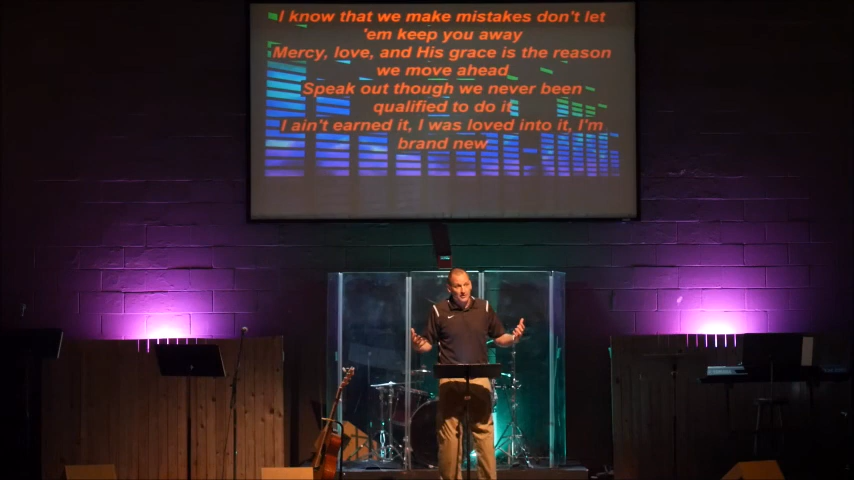 I know that we make mistakes don't let
'em keep you away
Mercy, love, and His grace is the reason
we move ahead
Speak out though we never been
qualified to do it
I ain't earned it, I was loved into it, I'm
brand new